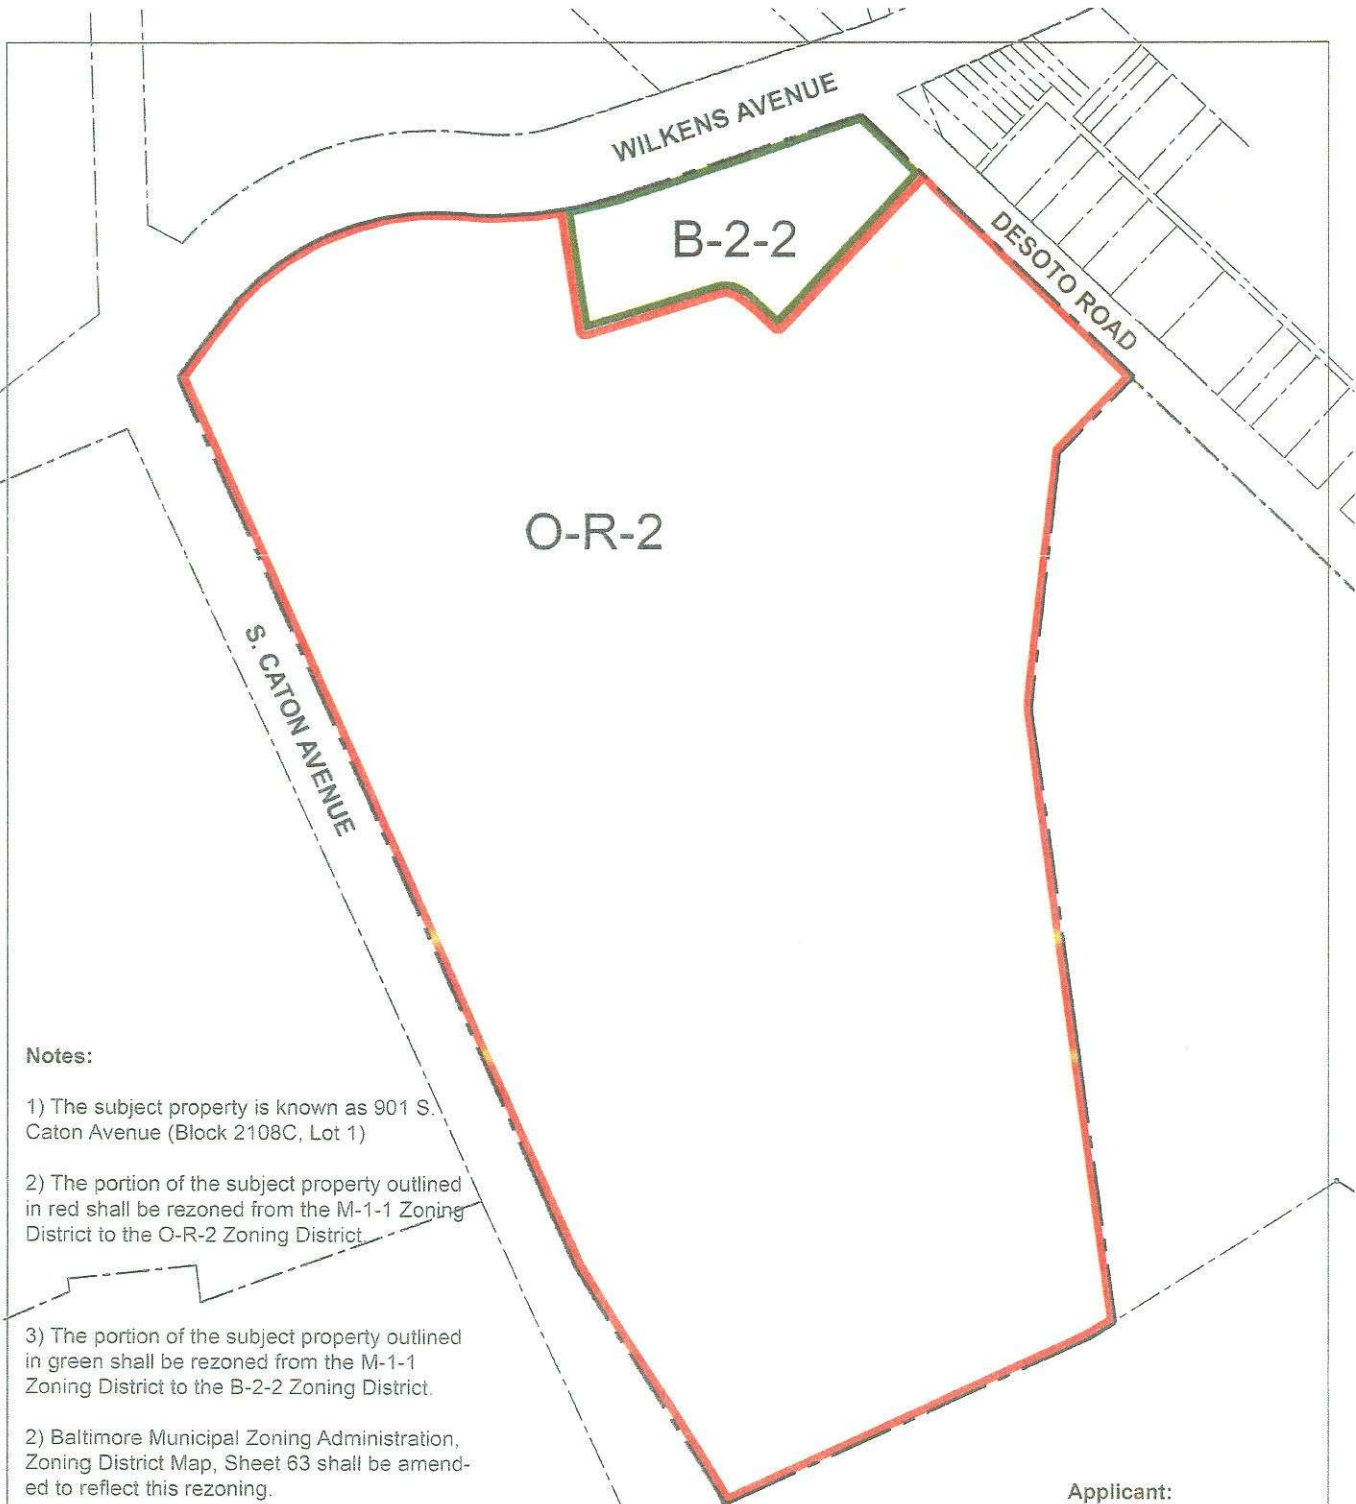 WILKENS AVENUE
B-2-2
DESOTO ROAD
O-R-2
S. CATON AVENUE
Notes:
1) The subject property is known as 901 S.
Caton Avenue (Block 2108C, Lot 1)
2) The portion of the subject property outlined
in red shall be rezoned from the M-1-1 Zoning
District to the O-R-2 Zoning District.
3) The portion of the subject property outlined
in green shall be rezoned from the M-1-1
Zoning District to the B-2-2 Zoning District.
2) Baltimore Municipal Zoning Administration,
Zoning District Map, Sheet 63 shall be amend-
ed to reflect this rezoning.
Applicant: